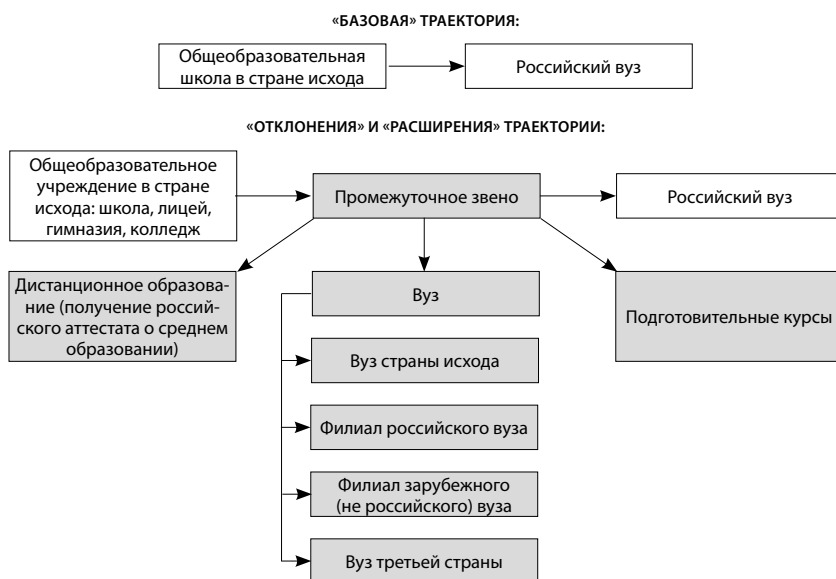 «БАЗОВАЯ» ТРАЕКТОРИЯ:
Общеобразовательная
школа в стране исхода
Российский вуз
«ОТКЛОНЕНИЯ» И «РАСШИРЕНИЯ» ТРАЕКТОРИИ:
Общеобразовательное
учреждение в стране
исхода: школа, лицей,
гимназия, колледж
Промежуточное звено
Российский вуз
Дистанционное образова-
ние (получение россий-
ского аттестата о среднем
образовании)
Вуз
Подготовительные курсы
Вуз страны исхода
Филиал российского вуза
Филиал зарубежного
(не российского) вуза
Вуз третьей страны